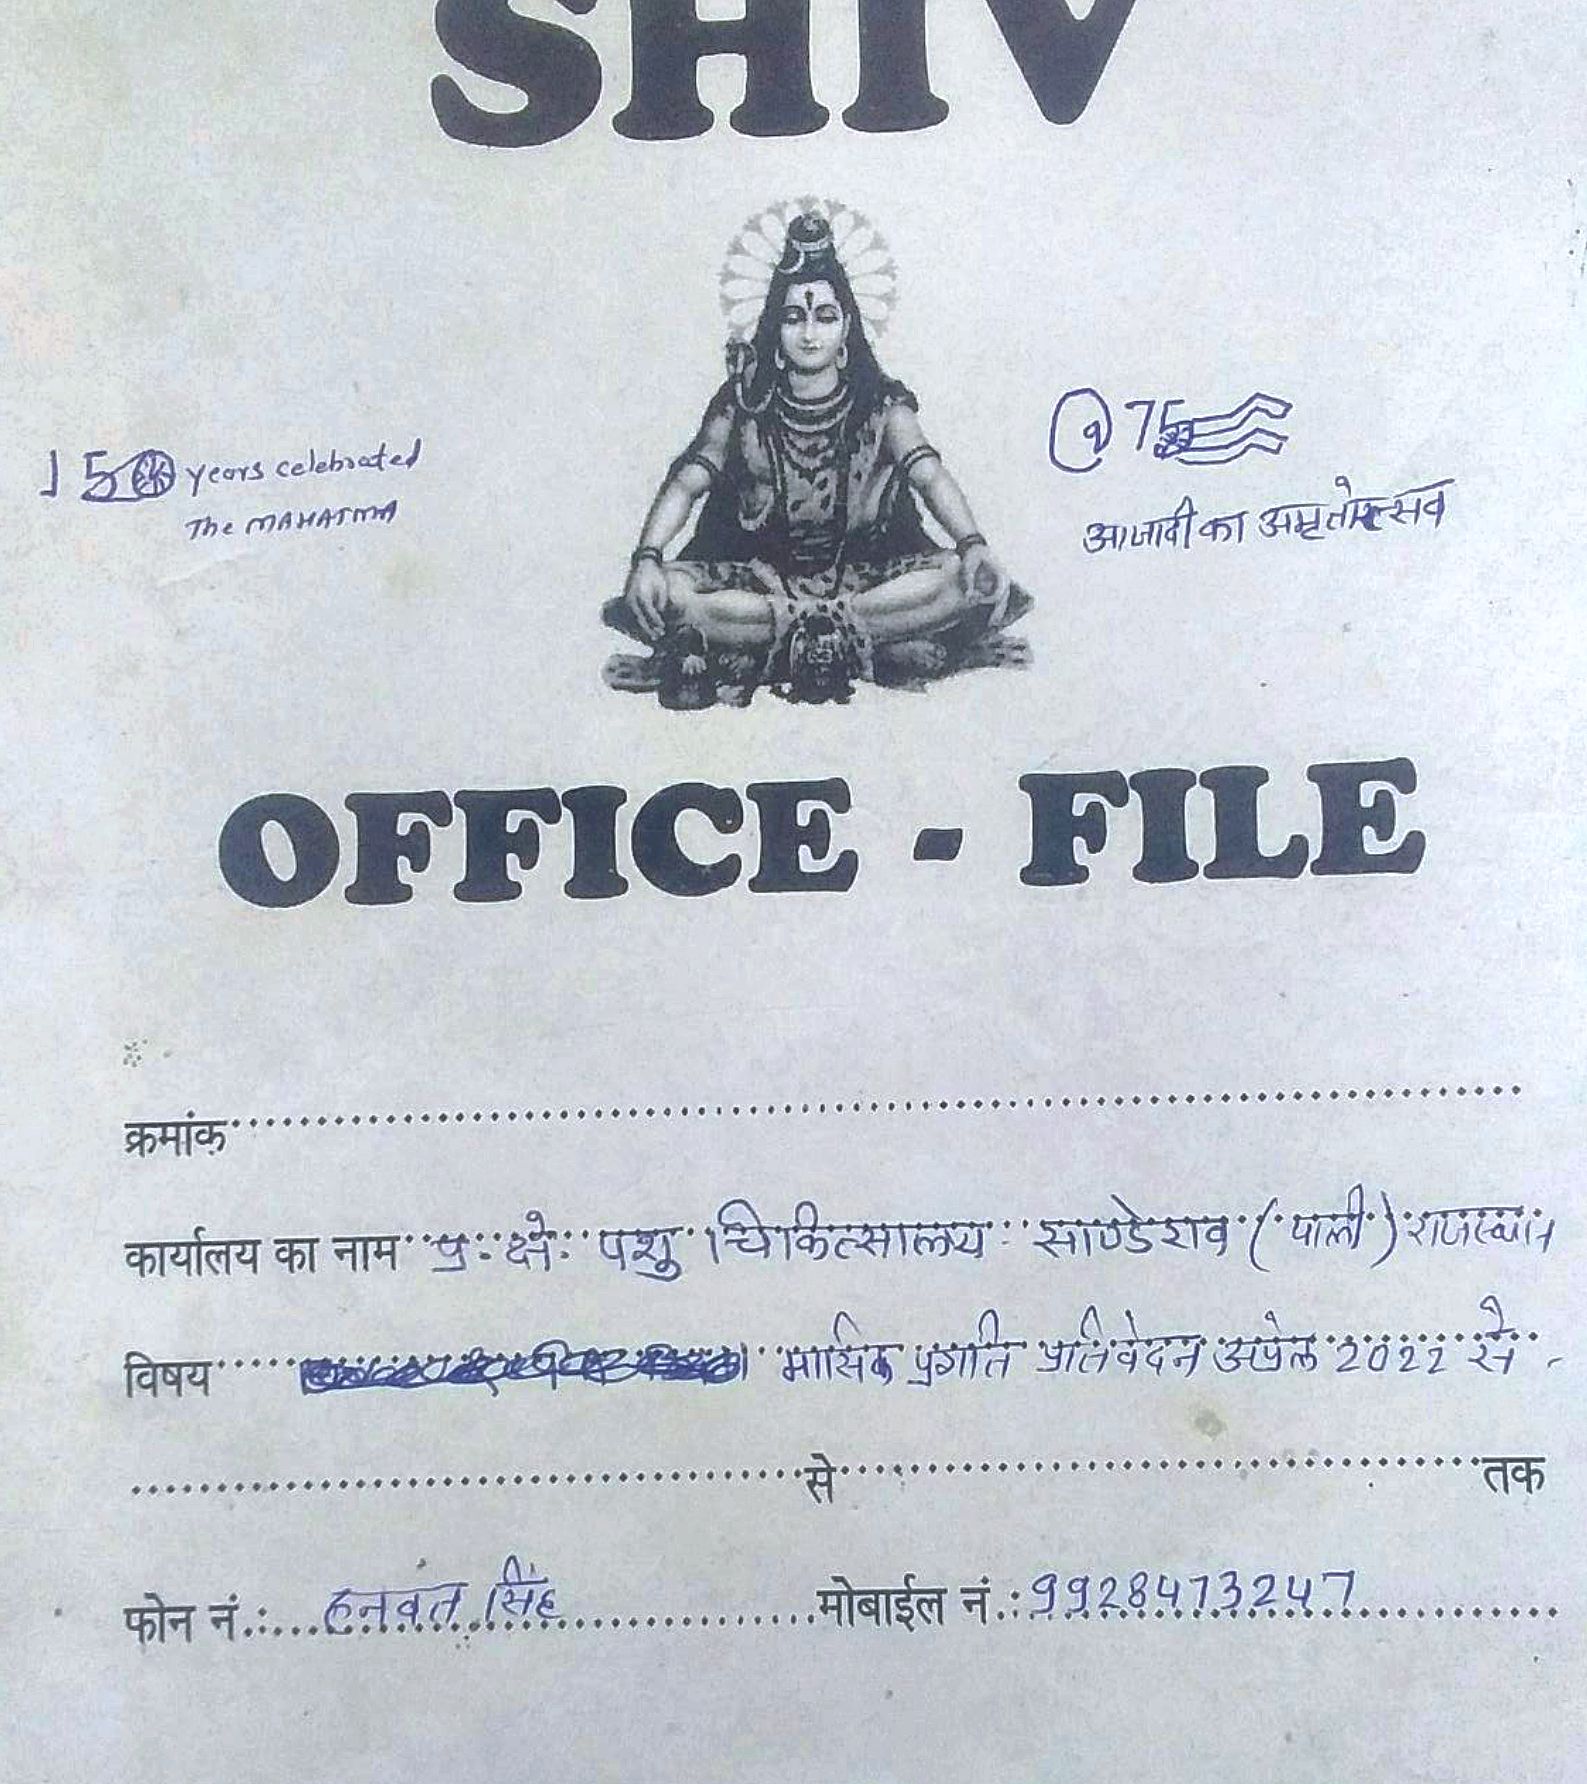 SHIV
150 years celebrated
The MAHATMA
@75
आजादी का अमृतोत्सव
OFFICE - FILE
क्रमांक
कार्यालय का नाम प्र. क्षे. पशु चिकित्सालय साण्डेराव (पाली) राजस्थान
विषय मासिक प्रगति प्रतिवेदन अप्रेल 2022 से
से तक
फोन नं.: हनवंत सिंह मोबाईल नं.: 9928473247